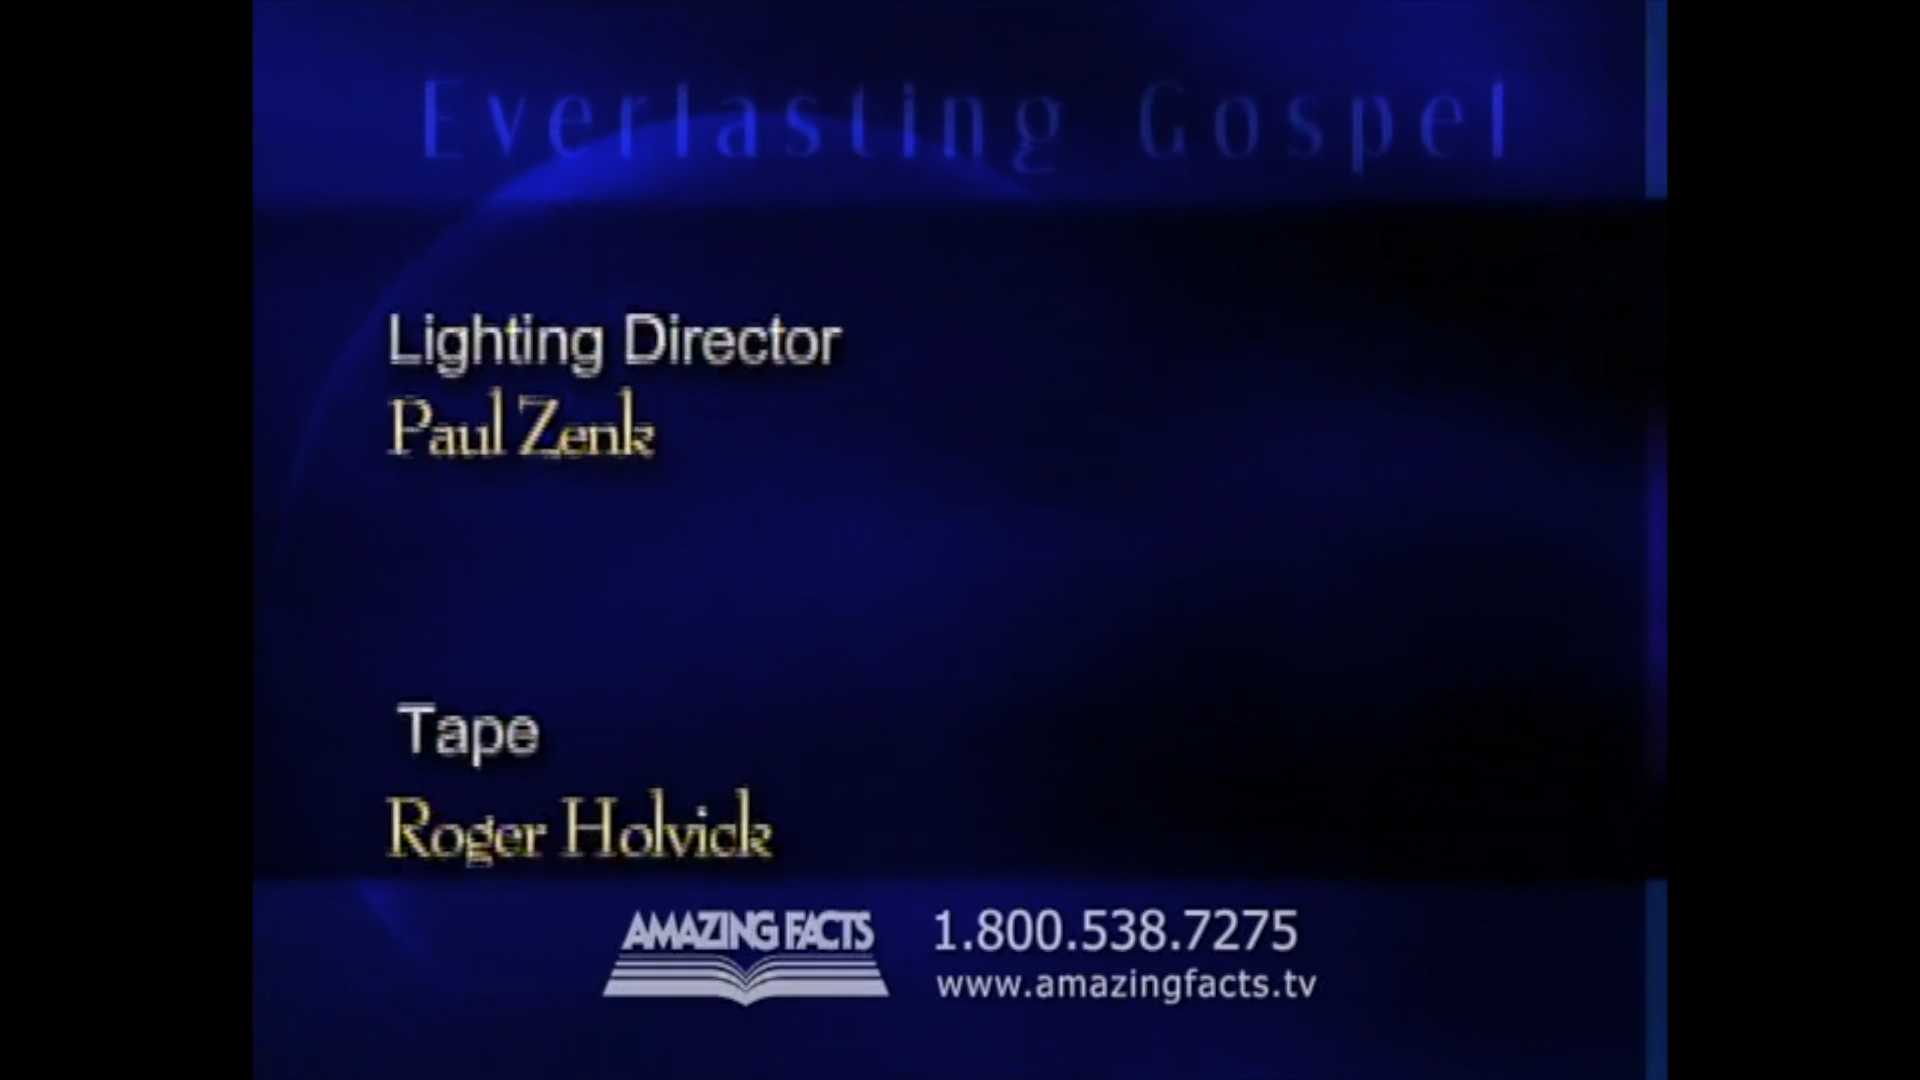 Everlasting Gospel
Lighting Director
Paul Zenk
Tape
Roger Holvick
AMAZING FACTS
1.800.538.7275
www.amazingfacts.tv